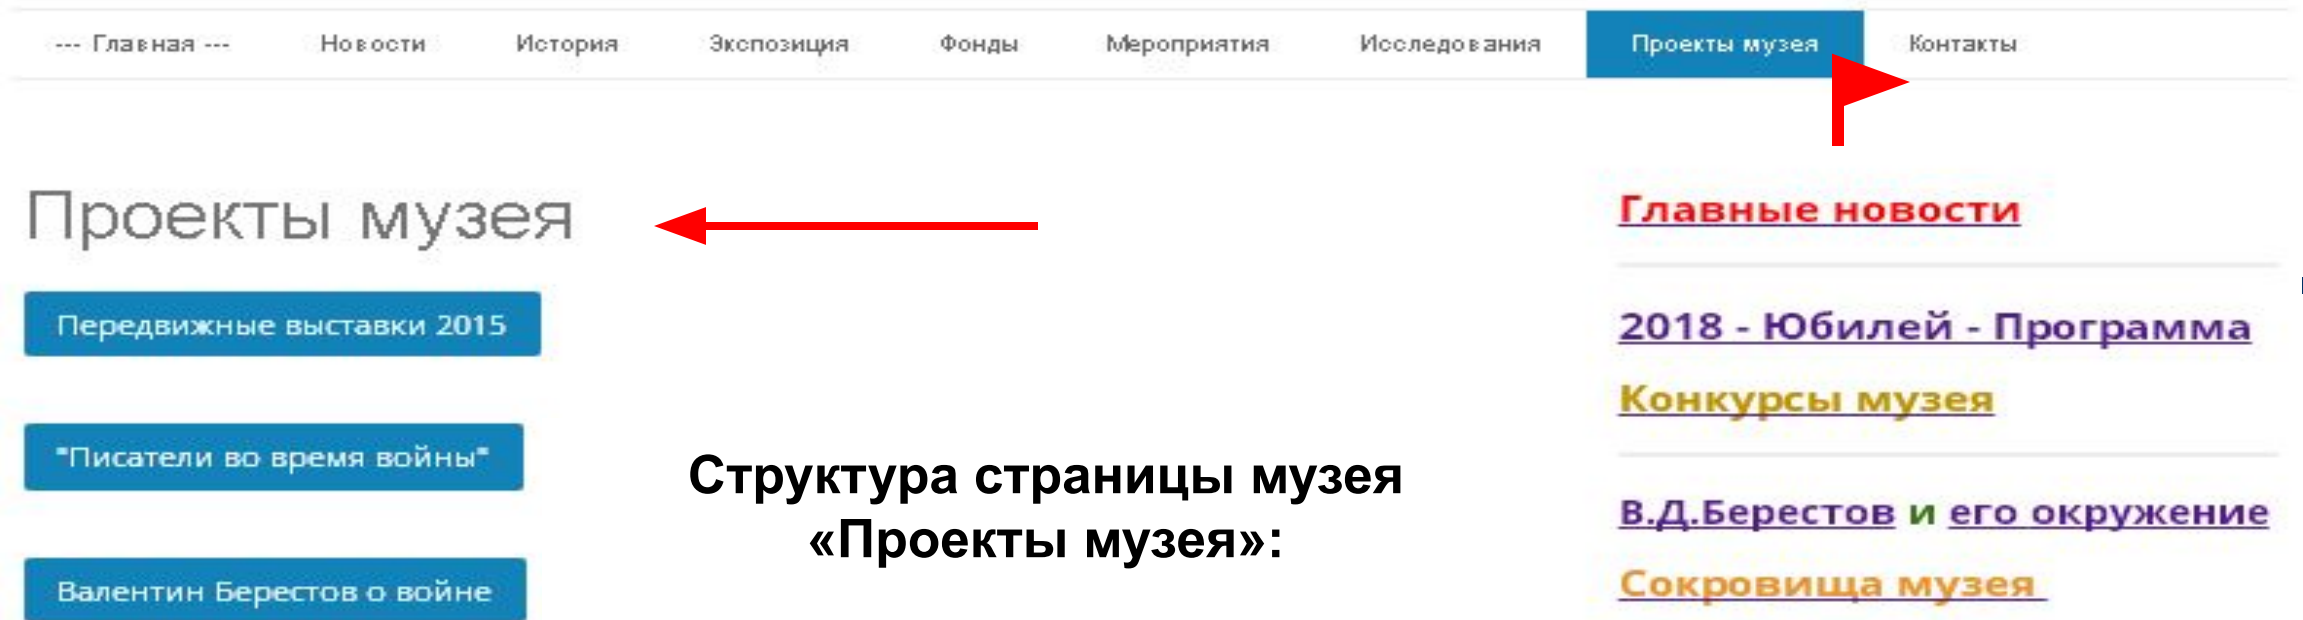 --- Главная --- Новости История Экспозиция Фонды Мероприятия Исследования Проекты музея Контакты
Проекты музея
Передвижные выставки 2015
"Писатели во время войны"
Валентин Берестов о войне
Структура страницы музея
«Проекты музея»:
Главные новости
2018 - Юбилей - Программа
Конкурсы музея
В.Д.Берестов и его окружение
Сокровища музея